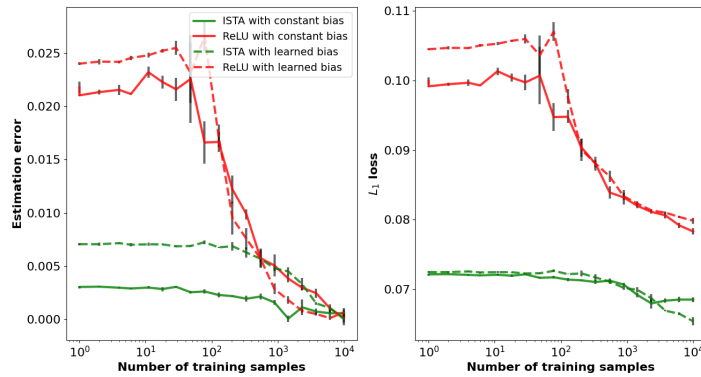 ISTA with constant bias
ReLU with constant bias
ISTA with learned bias
ReLU with learned bias
Estimation error
0.025
0.020
0.015
0.010
0.005
0.000
10⁰ 10¹ 10² 10³ 10⁴
Number of training samples
L₁ loss
0.11
0.10
0.09
0.08
0.07
10⁰ 10¹ 10² 10³ 10⁴
Number of training samples